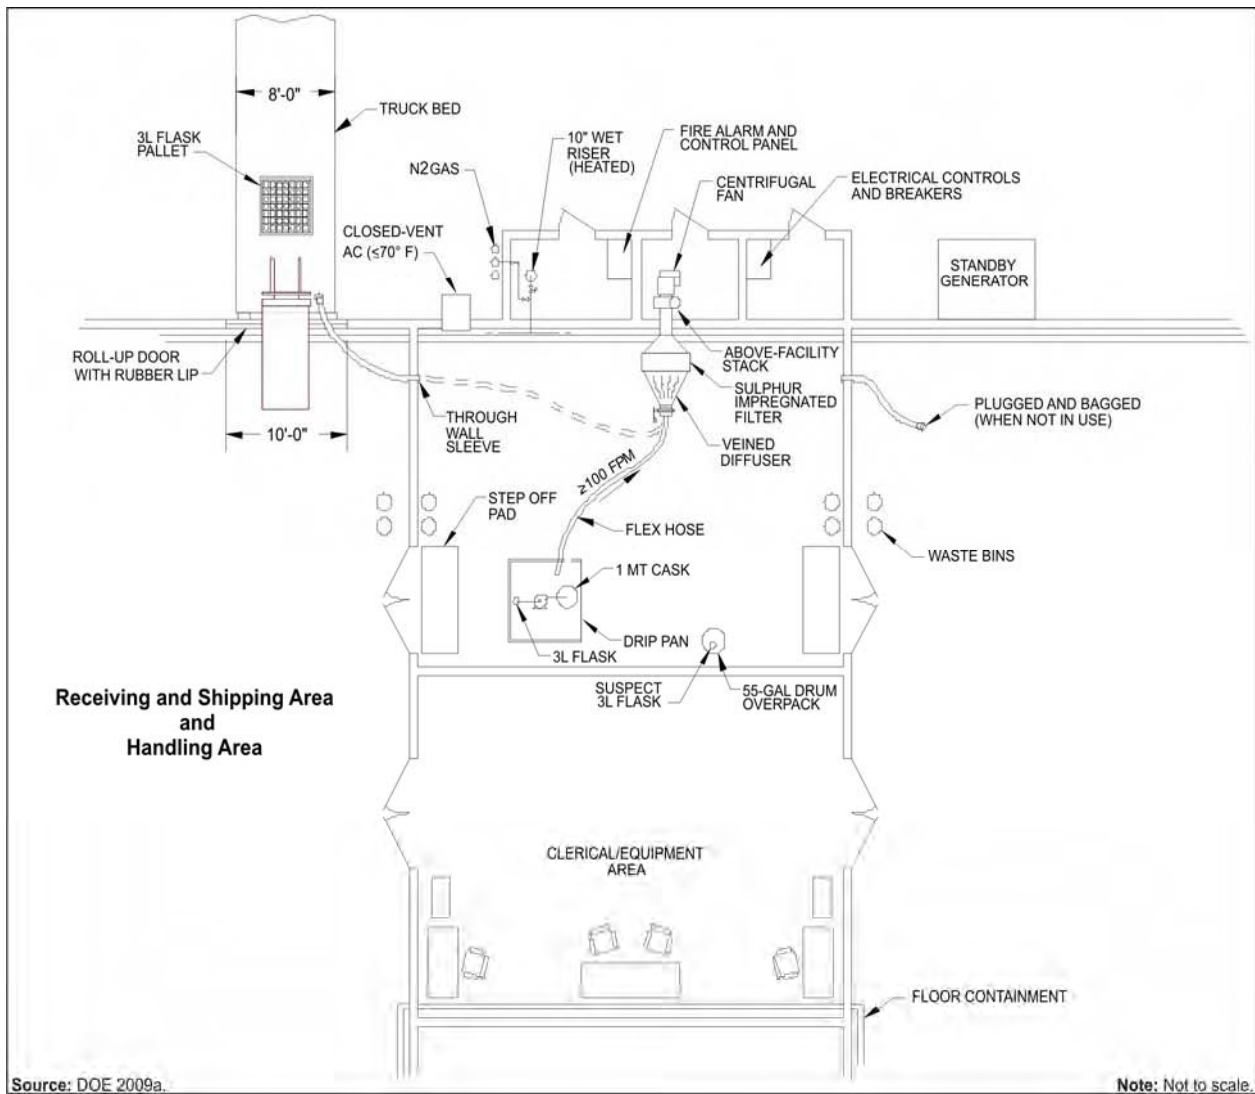 8'-0"
TRUCK BED
3L FLASK
PALLET
N2GAS
10" WET
RISER
(HEATED)
FIRE ALARM AND
CONTROL PANEL
CENTRIFUGAL
FAN
ELECTRICAL CONTROLS
AND BREAKERS
CLOSED-VENT
AC (≤70° F)
STANDBY
GENERATOR
ROLL-UP DOOR
WITH RUBBER LIP
10'-0"
THROUGH
WALL
SLEEVE
ABOVE-FACILITY
STACK
SULPHUR
IMPREGNATED
FILTER
VEINED
DIFFUSER
PLUGGED AND BAGGED
(WHEN NOT IN USE)
≥100 FPM
STEP OFF
PAD
FLEX HOSE
WASTE BINS
1 MT CASK
DRIP PAN
3L FLASK
SUSPECT
3L FLASK
55-GAL DRUM
OVERPACK
Receiving and Shipping Area
and
Handling Area
CLERICAL/EQUIPMENT
AREA
FLOOR CONTAINMENT
Source: DOE 2009a.
Note: Not to scale.